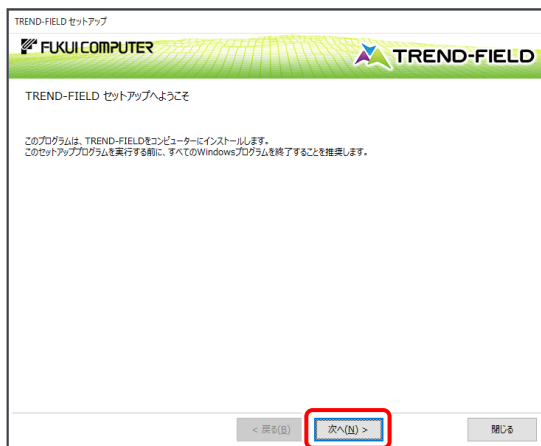 TREND-FIELD セットアップ
FUKUI COMPUTER
TREND-FIELD
TREND-FIELD セットアップへようこそ
このプログラムは、TREND-FIELDをコンピューターにインストールします。
このセットアッププログラムを実行する前に、すべてのWindowsプログラムを終了することを推奨します。
< 戻る(B)
次へ(N) >
閉じる